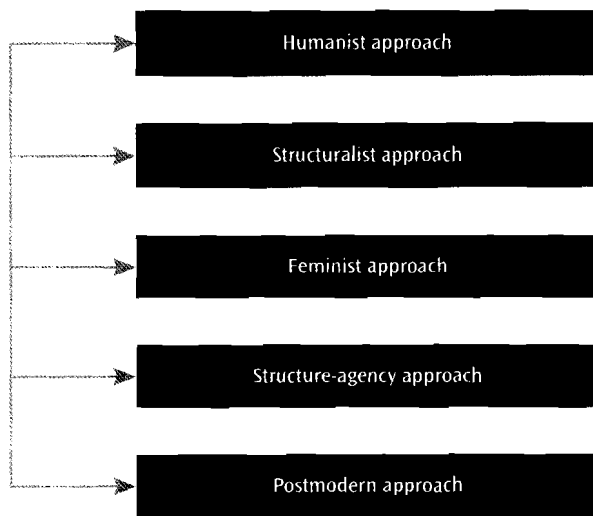 Humanist approach
Structuralist approach
Feminist approach
Structure-agency approach
Postmodern approach